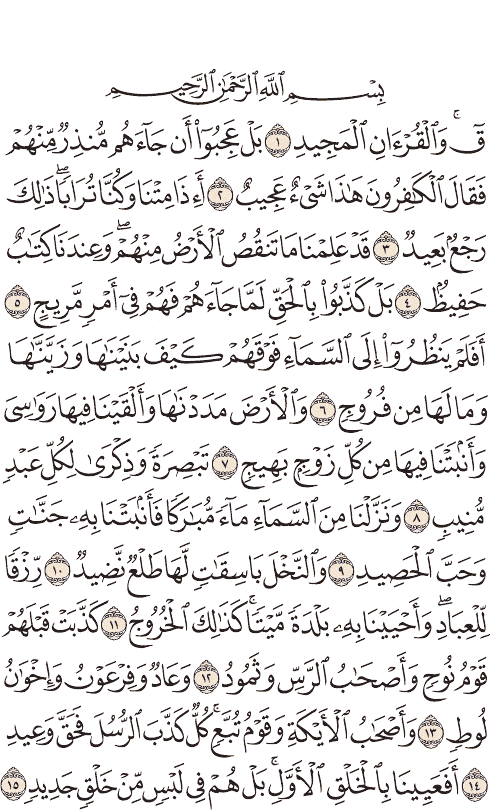 بِسْمِ ٱللَّهِ ٱلرَّحْمَٰنِ ٱلرَّحِيمِ
قٓ ۚ وَٱلْقُرْءَانِ ٱلْمَجِيدِ ١ بَلْ عَجِبُوٓا۟ أَن جَآءَهُم مُّنذِرٌ مِّنْهُمْ
فَقَالَ ٱلْكَٰفِرُونَ هَٰذَا شَىْءٌ عَجِيبٌ ٢ أَءِذَا مِتْنَا وَكُنَّا تُرَابًا ۖ ذَٰلِكَ
رَجْعٌۢ بَعِيدٌ ٣ قَدْ عَلِمْنَا مَا تَنقُصُ ٱلْأَرْضُ مِنْهُمْ ۖ وَعِندَنَا كِتَٰبٌ
حَفِيظٌۢ ٤ بَلْ كَذَّبُوا۟ بِٱلْحَقِّ لَمَّا جَآءَهُمْ فَهُمْ فِىٓ أَمْرٍ مَّرِيجٍ ٥
أَفَلَمْ يَنظُرُوٓا۟ إِلَى ٱلسَّمَآءِ فَوْقَهُمْ كَيْفَ بَنَيْنَٰهَا وَزَيَّنَّٰهَا
وَمَا لَهَا مِن فُرُوجٍ ٦ وَٱلْأَرْضَ مَدَدْنَٰهَا وَأَلْقَيْنَا فِيهَا رَوَٰسِىَ
وَأَنۢبَتْنَا فِيهَا مِن كُلِّ زَوْجٍۭ بَهِيجٍ ٧ تَبْصِرَةً وَذِكْرَىٰ لِكُلِّ عَبْدٍ
مُّنِيبٍ ٨ وَنَزَّلْنَا مِنَ ٱلسَّمَآءِ مَآءً مُّبَٰرَكًا فَأَنۢبَتْنَا بِهِۦ جَنَّٰتٍ
وَحَبَّ ٱلْحَصِيدِ ٩ وَٱلنَّخْلَ بَاسِقَٰتٍ لَّهَا طَلْعٌ نَّضِيدٌ ١٠ رِّزْقًا
لِّلْعِبَادِ ۖ وَأَحْيَيْنَا بِهِۦ بَلْدَةً مَّيْتًا ۚ كَذَٰلِكَ ٱلْخُرُوجُ ١١ كَذَّبَتْ قَبْلَهُمْ
قَوْمُ نُوحٍ وَأَصْحَٰبُ ٱلرَّسِّ وَثَمُودُ ١٢ وَعَادٌ وَفِرْعَوْنُ وَإِخْوَٰنُ
لُوطٍ ١٣ وَأَصْحَٰبُ ٱلْأَيْكَةِ وَقَوْمُ تُبَّعٍ ۚ كُلٌّ كَذَّبَ ٱلرُّسُلَ فَحَقَّ وَعِيدِ
١٤ أَفَعَيِينَا بِٱلْخَلْقِ ٱلْأَوَّلِ ۚ بَلْ هُمْ فِى لَبْسٍ مِّنْ خَلْقٍ جَدِيدٍ ١٥